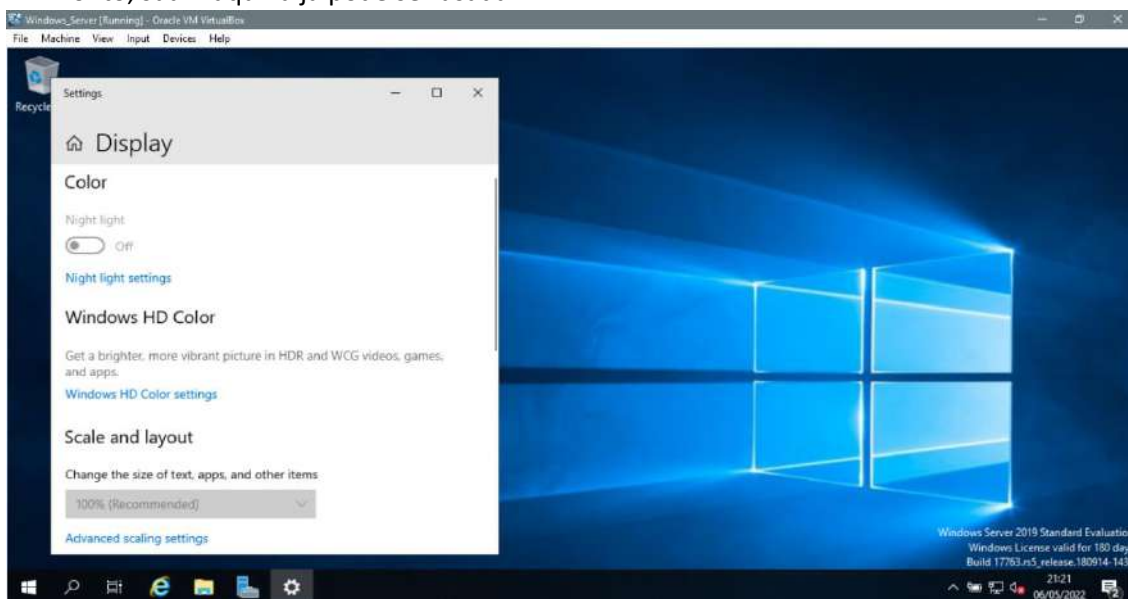 Windows_Server [Running] - Oracle VM VirtualBox
File Machine View Input Devices Help
Recycle
Settings
Display
Color
Night light
Off
Night light settings
Windows HD Color
Get a brighter, more vibrant picture in HDR and WCG videos, games,
and apps.
Windows HD Color settings
Scale and layout
Change the size of text, apps, and other items
100% (Recommended)
Advanced scaling settings
Windows Server 2019 Standard Evaluatio
Windows License valid for 180 day
Build 17763.rs5_release.180914-143
21:21
06/05/2022
2